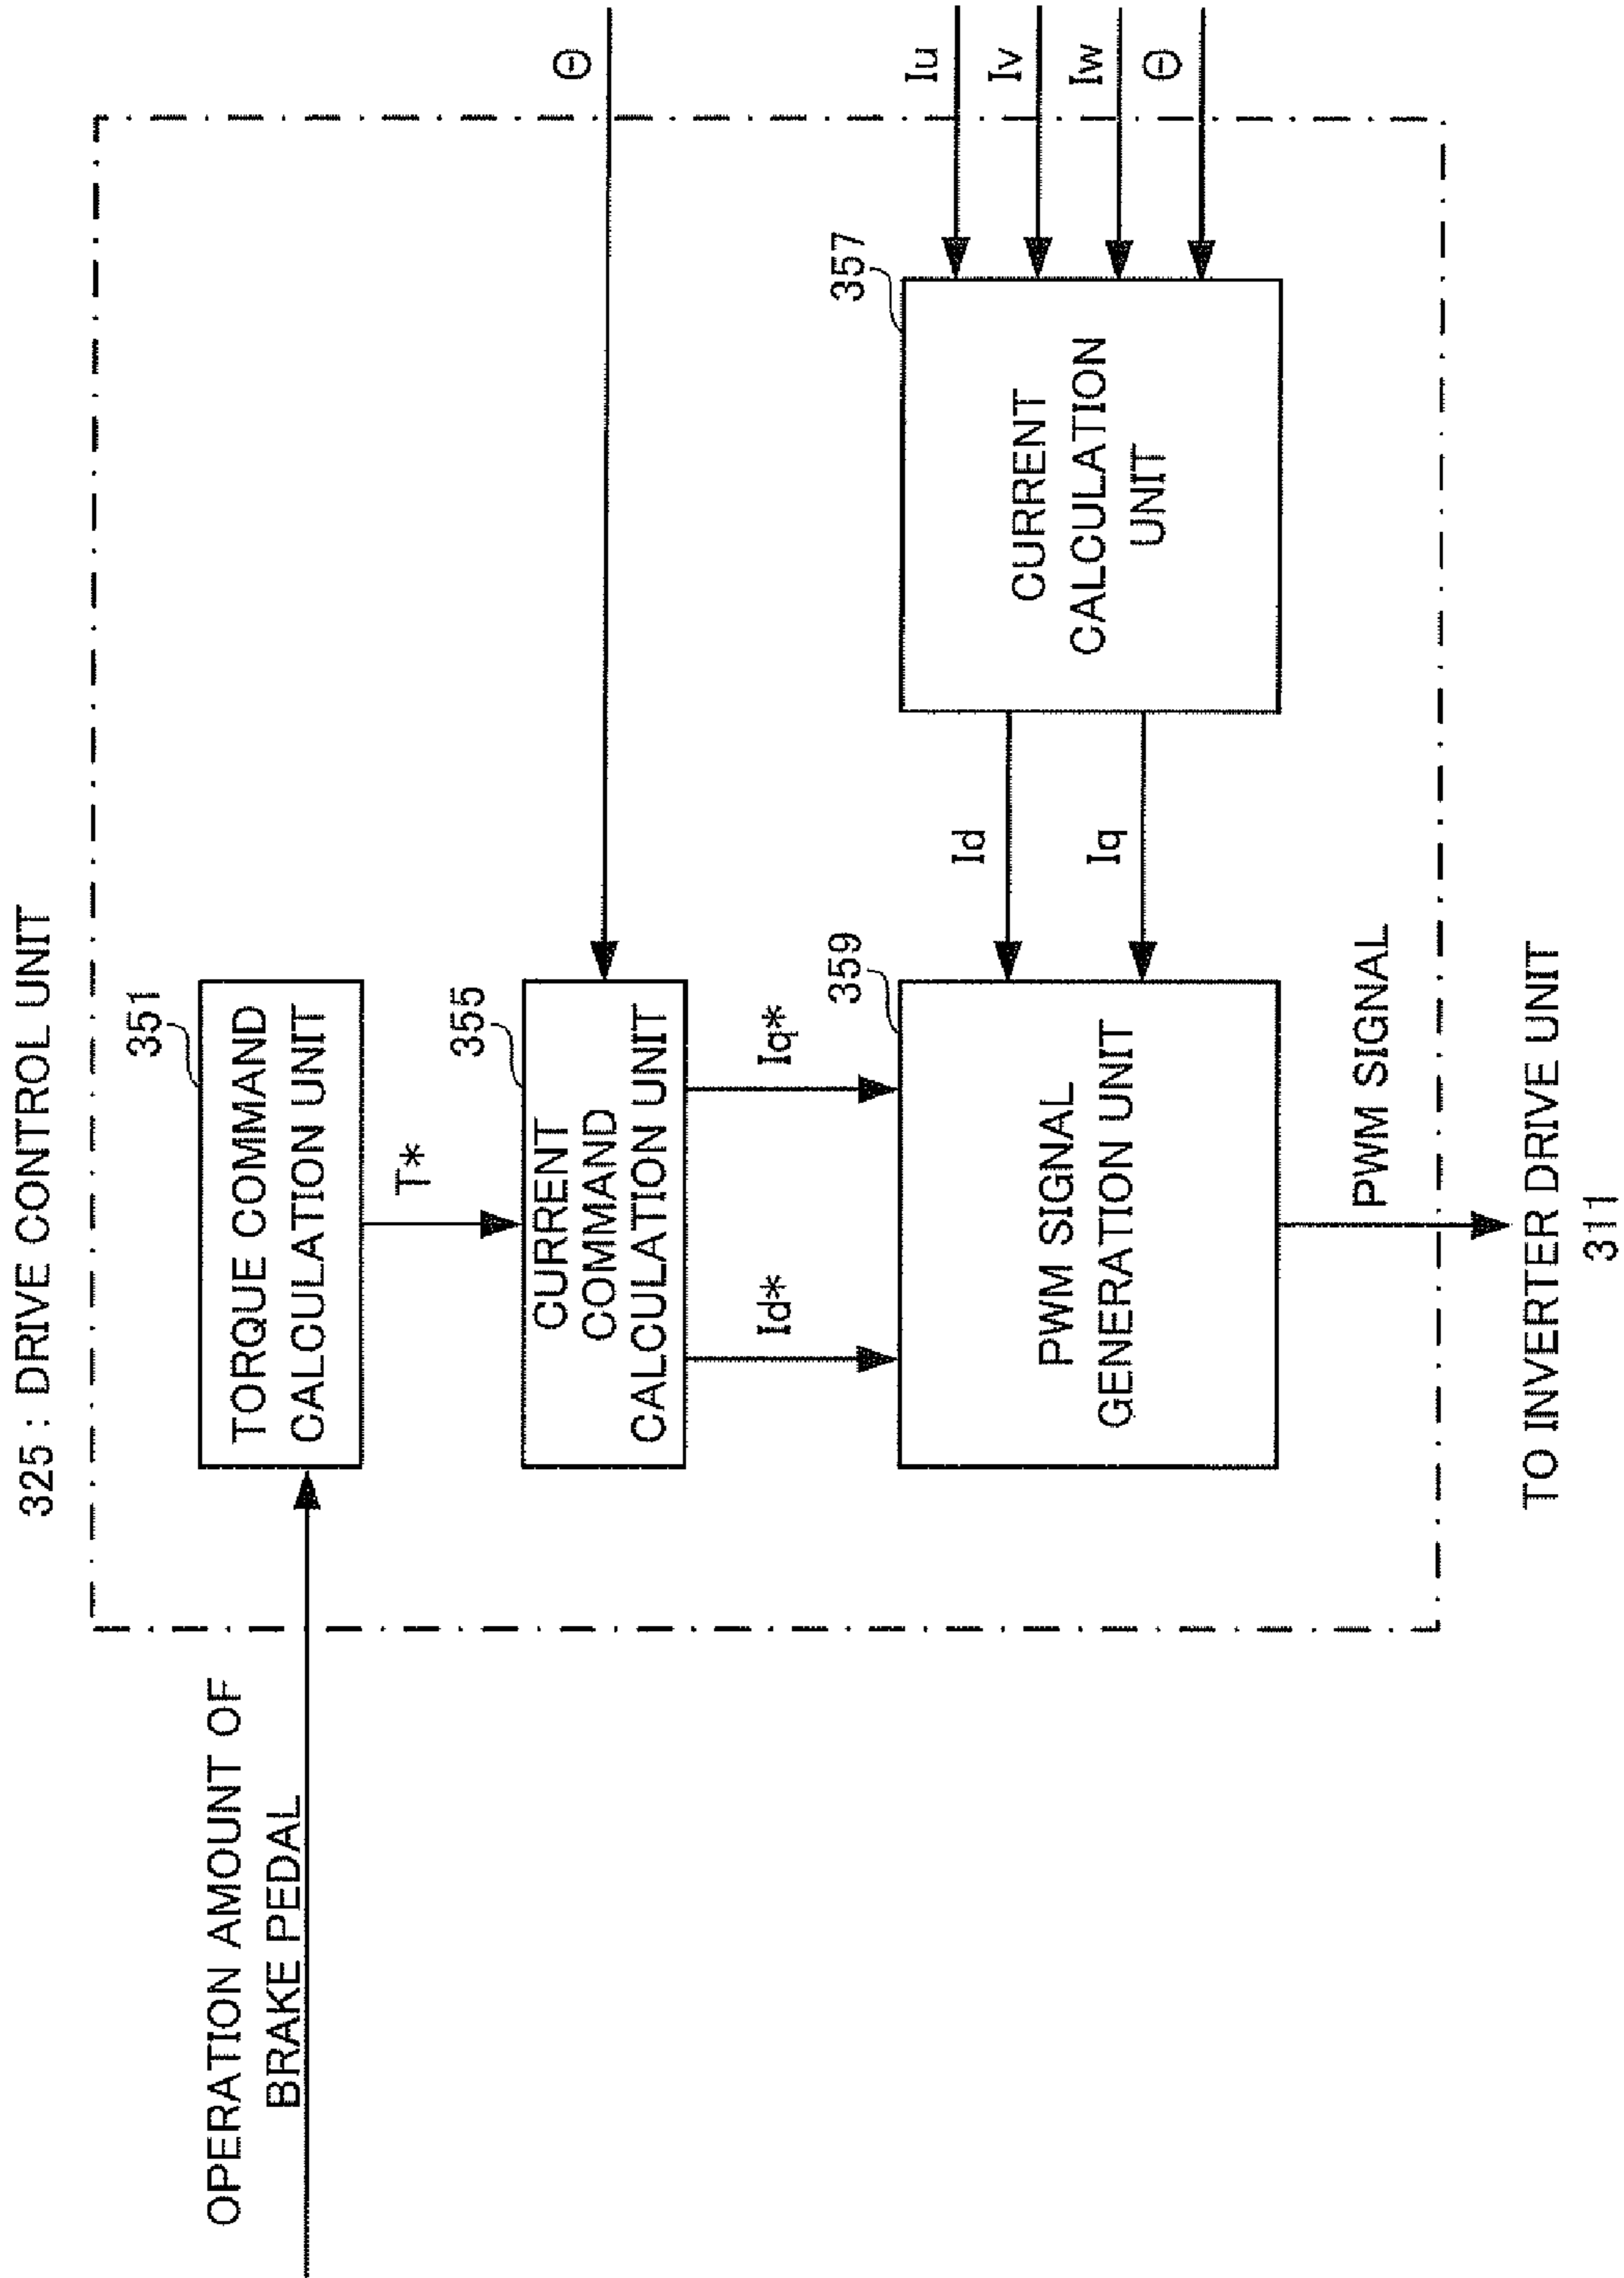 325 : DRIVE CONTROL UNIT
OPERATION AMOUNT OF
BRAKE PEDAL
351
TORQUE COMMAND
CALCULATION UNIT
T*
355
CURRENT
COMMAND
CALCULATION UNIT
Θ
Id*
Iq*
359
PWM SIGNAL
GENERATION UNIT
Id
Iq
357
CURRENT
CALCULATION
UNIT
Iu
Iv
Iw
Θ
PWM SIGNAL
TO INVERTER DRIVE UNIT
311